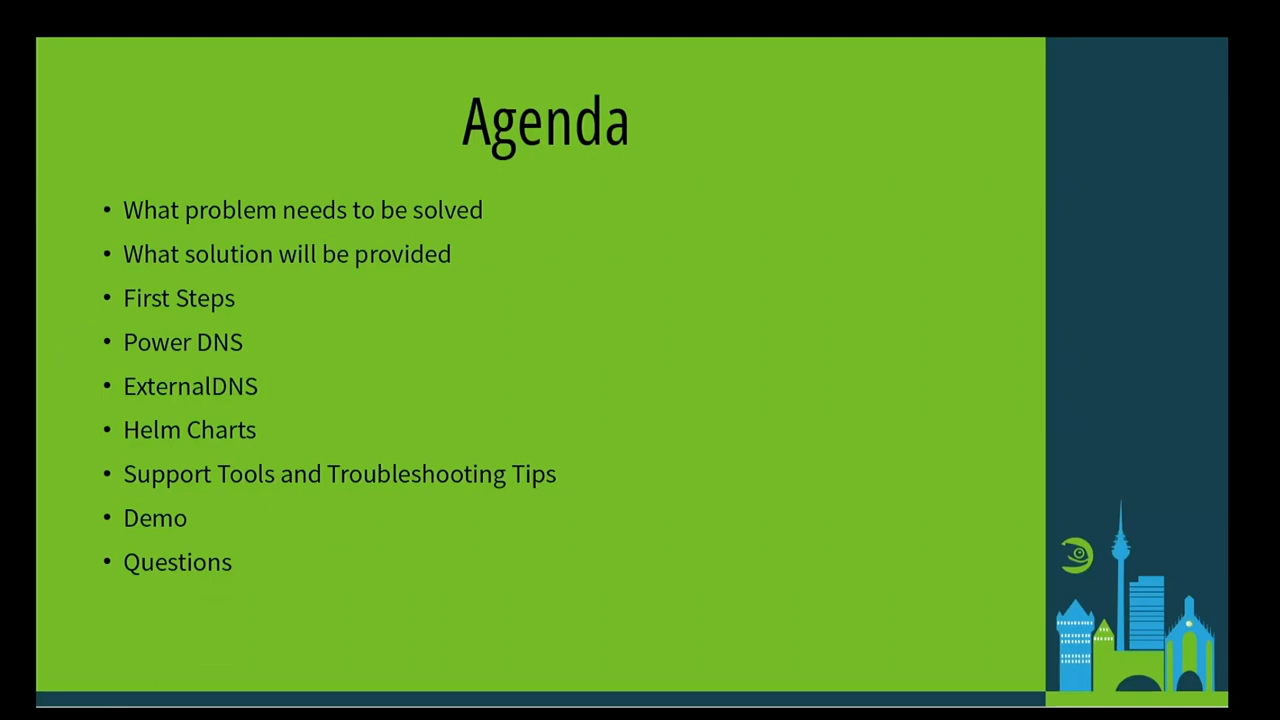 Agenda
• What problem needs to be solved
• What solution will be provided
• First Steps
• Power DNS
• ExternalDNS
• Helm Charts
• Support Tools and Troubleshooting Tips
• Demo
• Questions